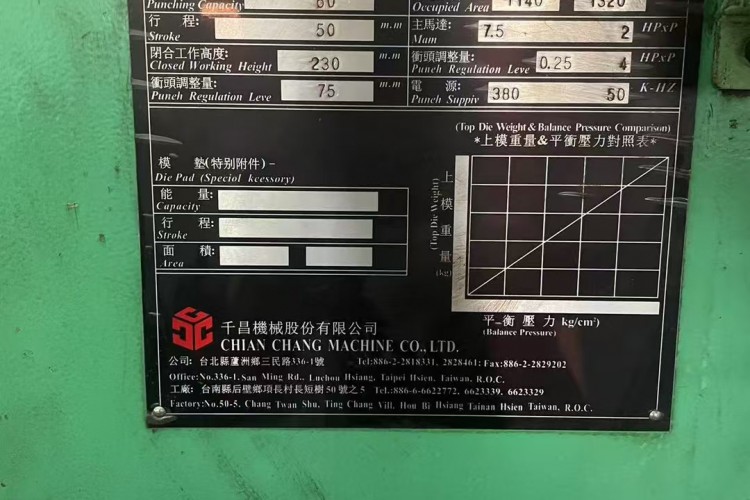 Punching Capacity 60 Occupied Area 1140 1320
行 程: Stroke 50 m.m 主馬達: Mam 7.5 2 HPxP
閉合工作高度: Closed Working Height 230 m.m 衝頭調整量: Punch Regulation Leve 0.25 4 HPxP
衝頭調整量: Punch Regulation Leve 75 m.m 電 源: Punch Suppiv 380 50 K-HZ
(Top Die Weight & Balance Pressure Comparison)
*上模重量&平衡壓力對照表*
模 墊(特別附件)-
Die Pad (Speciol kcessory)
能 量:
Capacity
行 程:
Stroke
面 積:
Area
上模重量
(Top Die Weight)
(kg)
平-衡 壓 力 kg/cm²)
(Balance Pressure)
千昌機械股份有限公司
CHIAN CHANG MACHINE CO., LTD.
公司: 台北縣蘆洲鄉三民路336-1號 Tel:886-2-2818331, 2828461; Fax:886-2-2829202
Office:No.336-1. San Ming Rd., Luchou Hsiang, Taipei Hsien, Taiwan, R.O.C.
工廠: 台南縣后壁鄉項長村長短樹50號之5 TeL:886-6-6622772, 6623339, 6623329
Factory:No.50-5. Chang Twan Shu, Ting Chang Vill. Hou Bi Hsiang Tainan Hsien Taiwan, R.O.C.